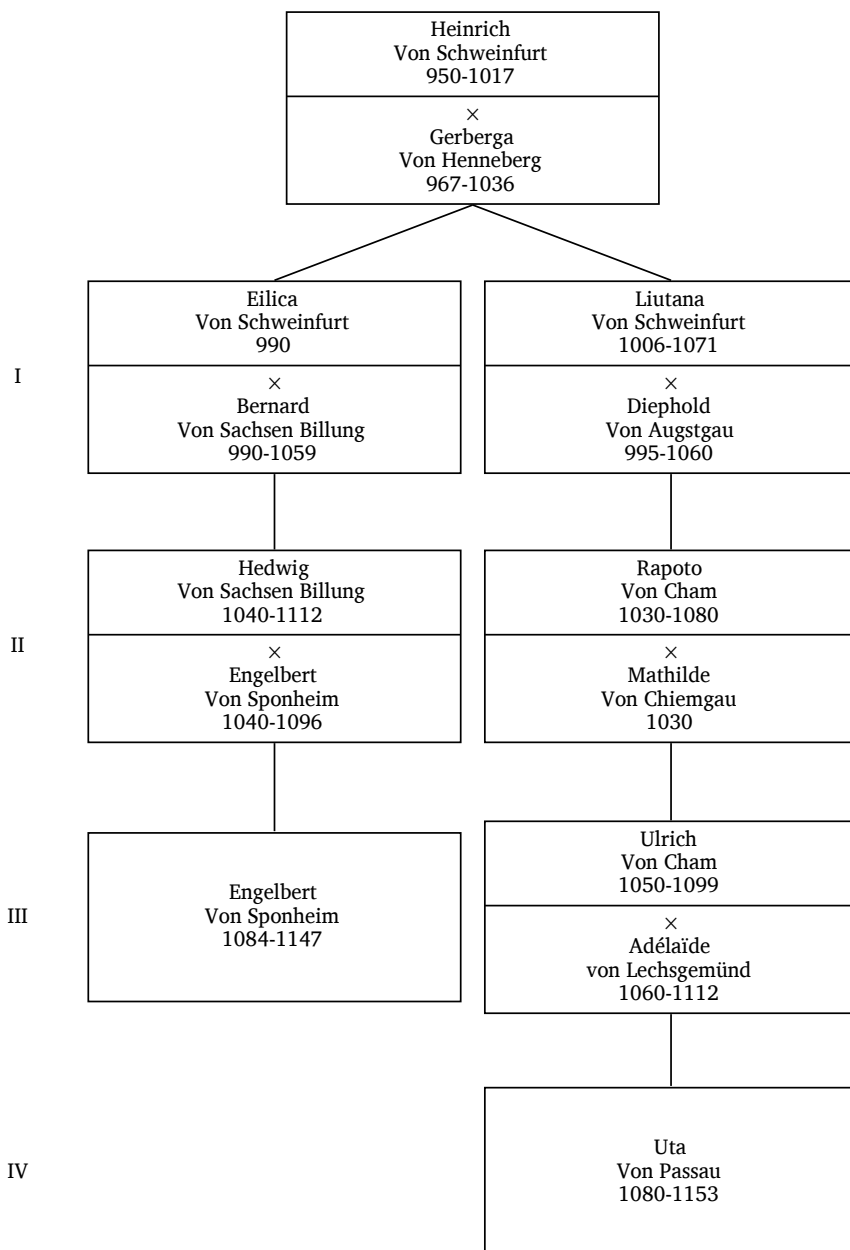 Heinrich
Von Schweinfurt
950-1017
×
Gerberga
Von Henneberg
967-1036
I
Eilica
Von Schweinfurt
990
×
Bernard
Von Sachsen Billung
990-1059
Liutana
Von Schweinfurt
1006-1071
×
Diephold
Von Augstgau
995-1060
II
Hedwig
Von Sachsen Billung
1040-1112
×
Engelbert
Von Sponheim
1040-1096
Rapoto
Von Cham
1030-1080
×
Mathilde
Von Chiemgau
1030
III
Engelbert
Von Sponheim
1084-1147
Ulrich
Von Cham
1050-1099
×
Adélaïde
von Lechsgemünd
1060-1112
IV
Uta
Von Passau
1080-1153